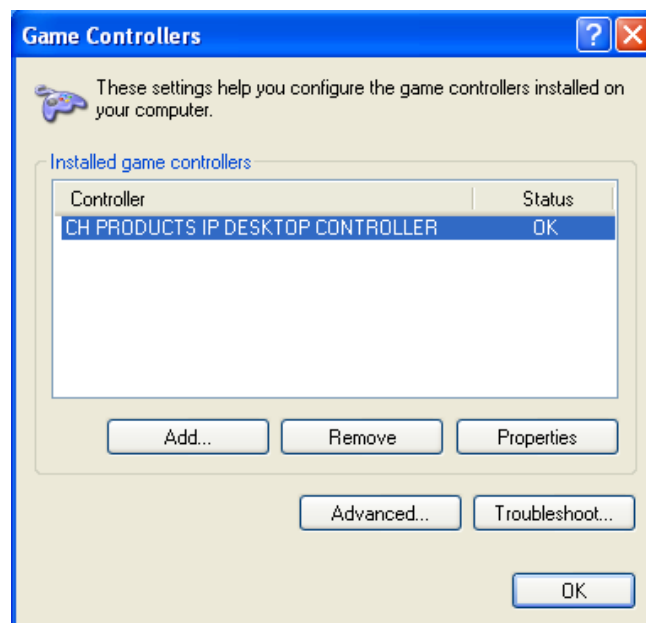 Game Controllers
These settings help you configure the game controllers installed on
your computer.
Installed game controllers
Controller Status
CH PRODUCTS IP DESKTOP CONTROLLER OK
Add... Remove Properties
Advanced... Troubleshoot...
OK